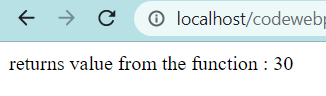 localhost/codewebp
returns value from the function : 30